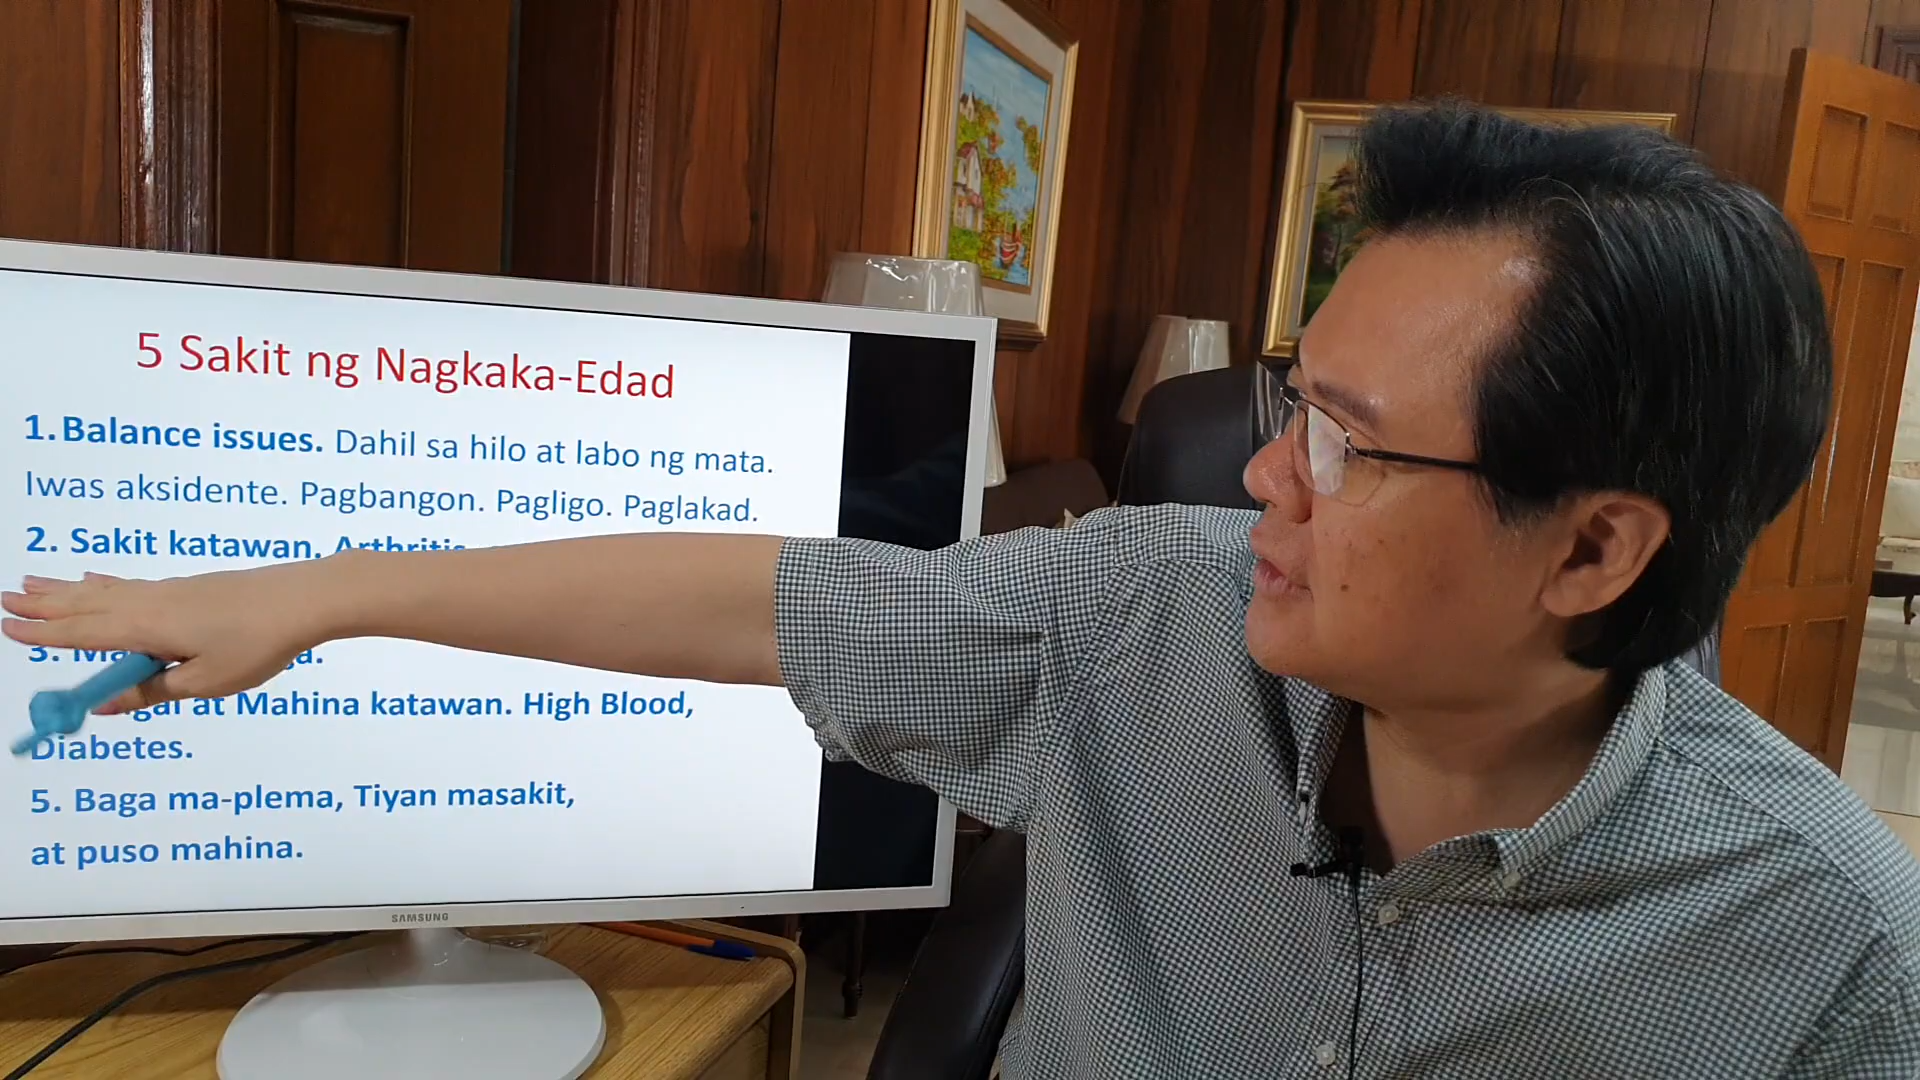 5 Sakit ng Nagkaka-Edad
1. Balance issues. Dahil sa hilo at labo ng mata.
Iwas aksidente. Pagbangon. Pagligo. Paglakad.
2. Sakit katawan. Arthritis
3.
at Mahina katawan. High Blood,
Diabetes.
5. Baga ma-plema, Tiyan masakit,
at puso mahina.
SAMSUNG